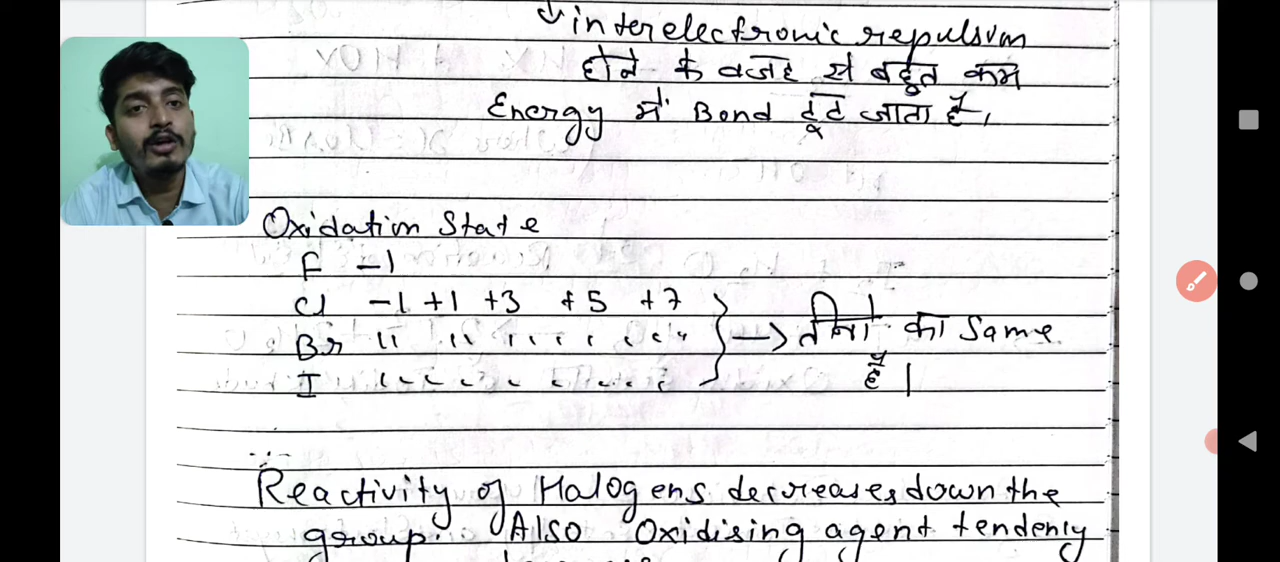 ↓ interelectronic repulsion
होने के वजह से बहुत कम
Energy में Bond टूट जाता है,
Oxidation State
F -1
Cl -1 +1 +3 +5 +7
Br '' '' '' '' '' → तीनों का Same
I '' '' '' '' '' है |
Reactivity of Halogens decreases down the
group. Also Oxidising agent tendenly